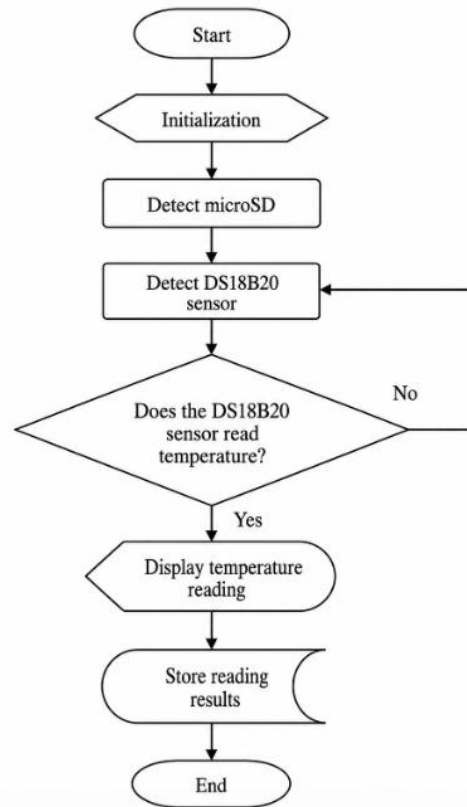 Start
Initialization
Detect microSD
Detect DS18B20
sensor
Does the DS18B20
sensor read
temperature?
No
Yes
Display temperature
reading
Store reading
results
End